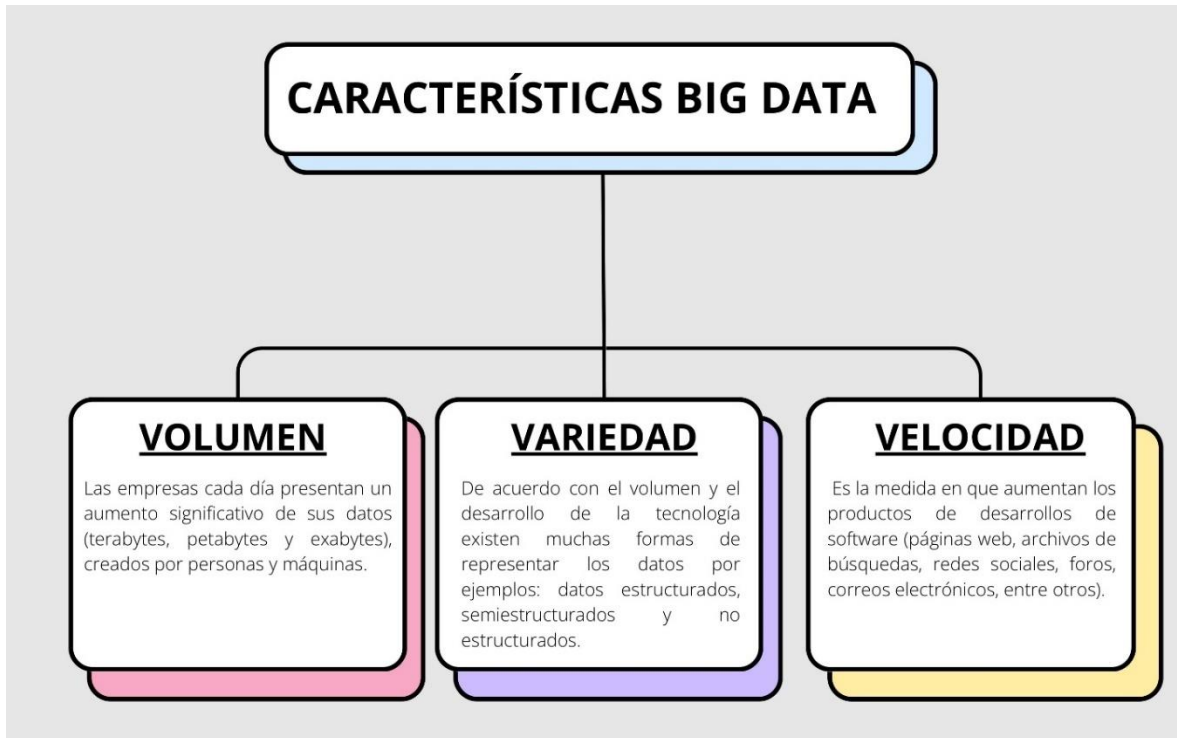 CARACTERÍSTICAS BIG DATA
VOLUMEN
Las empresas cada día presentan un
aumento significativo de sus datos
(terabytes, petabytes y exabytes),
creados por personas y máquinas.
VARIEDAD
De acuerdo con el volumen y el
desarrollo de la tecnología
existen muchas formas de
representar los datos por
ejemplos: datos estructurados,
semiestructurados y no
estructurados.
VELOCIDAD
Es la medida en que aumentan los
productos de desarrollos de
software (páginas web, archivos de
búsquedas, redes sociales, foros,
correos electrónicos, entre otros).